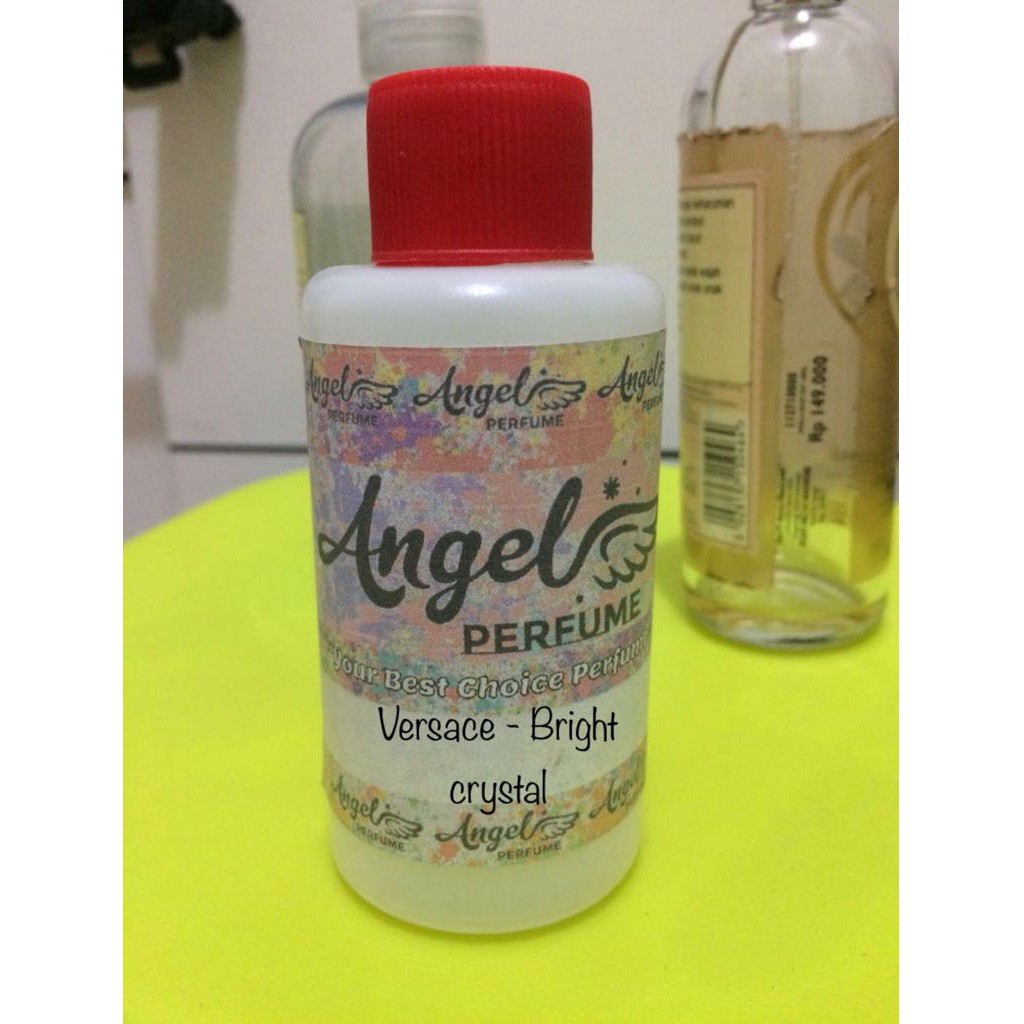 Angel Angel Angel
PERFUME PERFUME
Angel
PERFUME
your Best Choice Perfume
Versace - Bright
crystal
Angel Angel Angel
PERFUME PERFUME
Rp 149.000